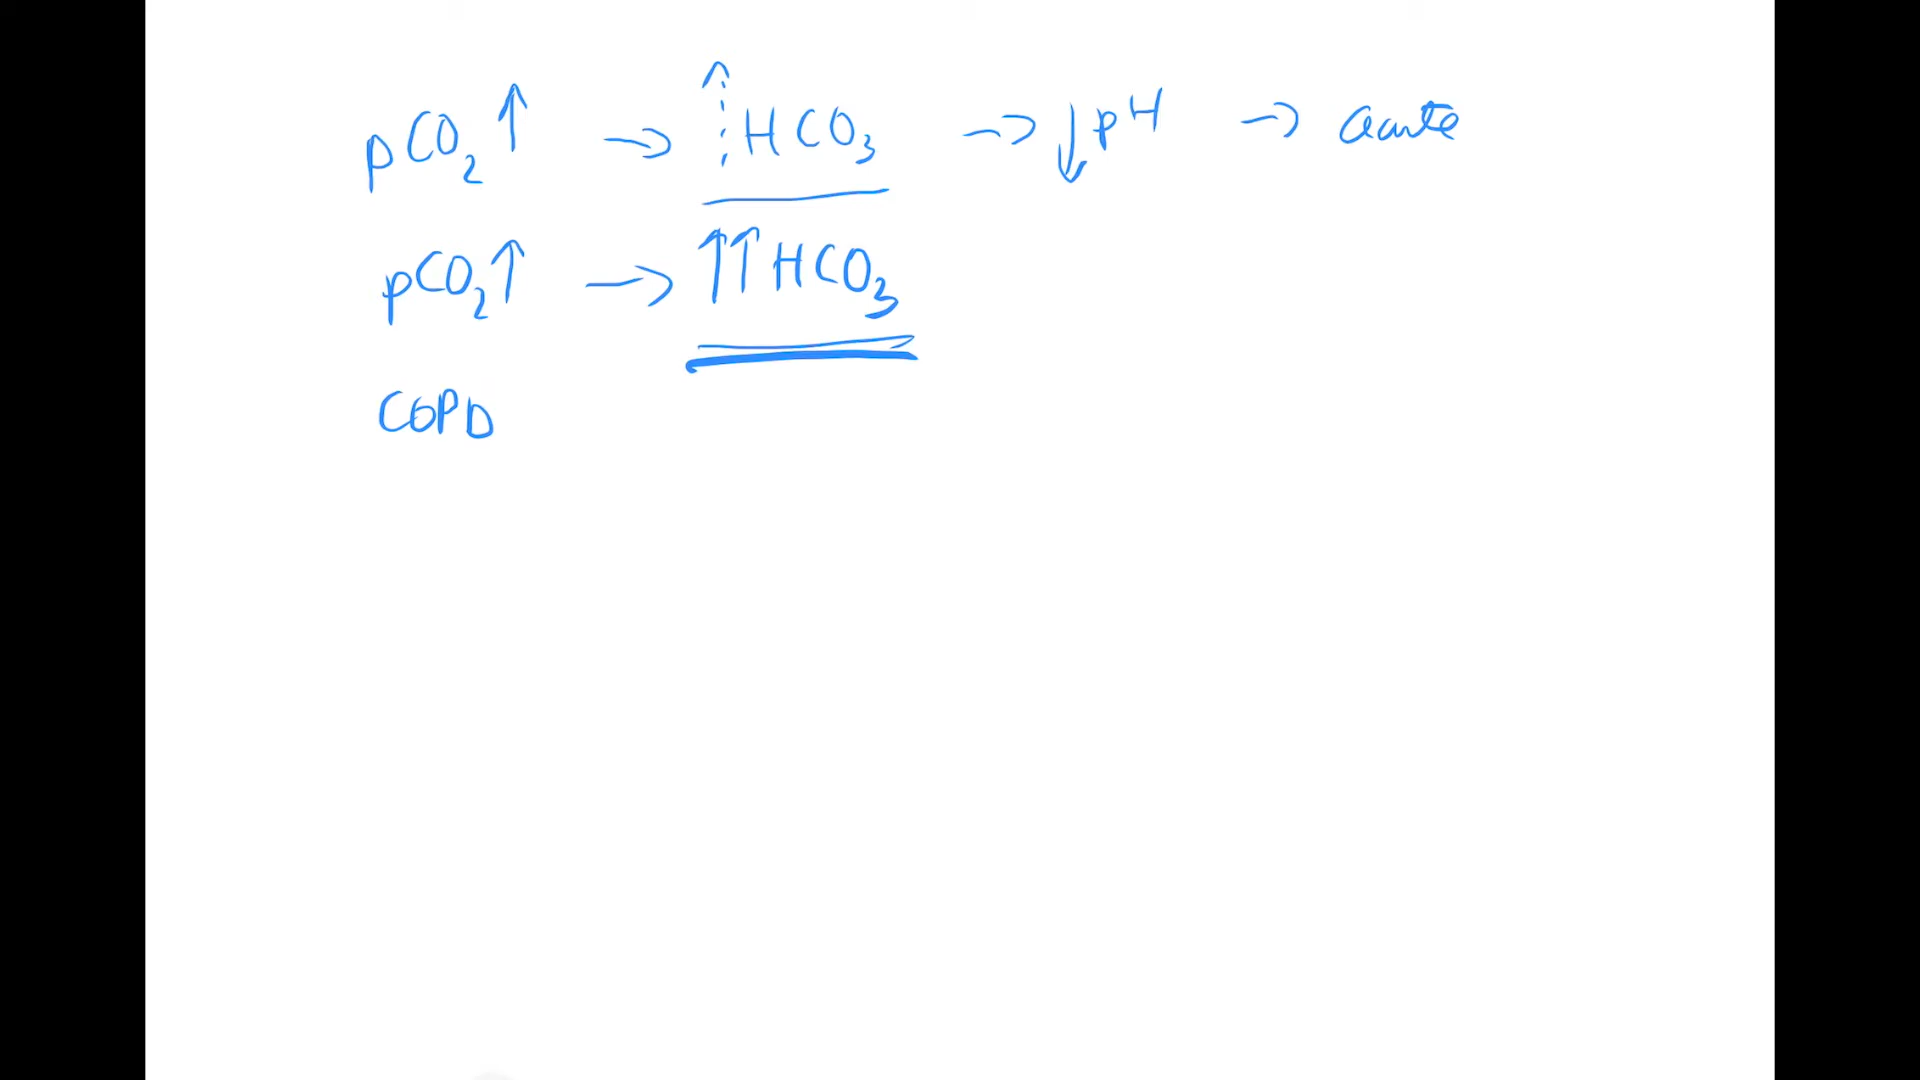 pCO₂↑ → ↑HCO₃ → ↓pH → acute
pCO₂↑ → ↑↑HCO₃
COPD